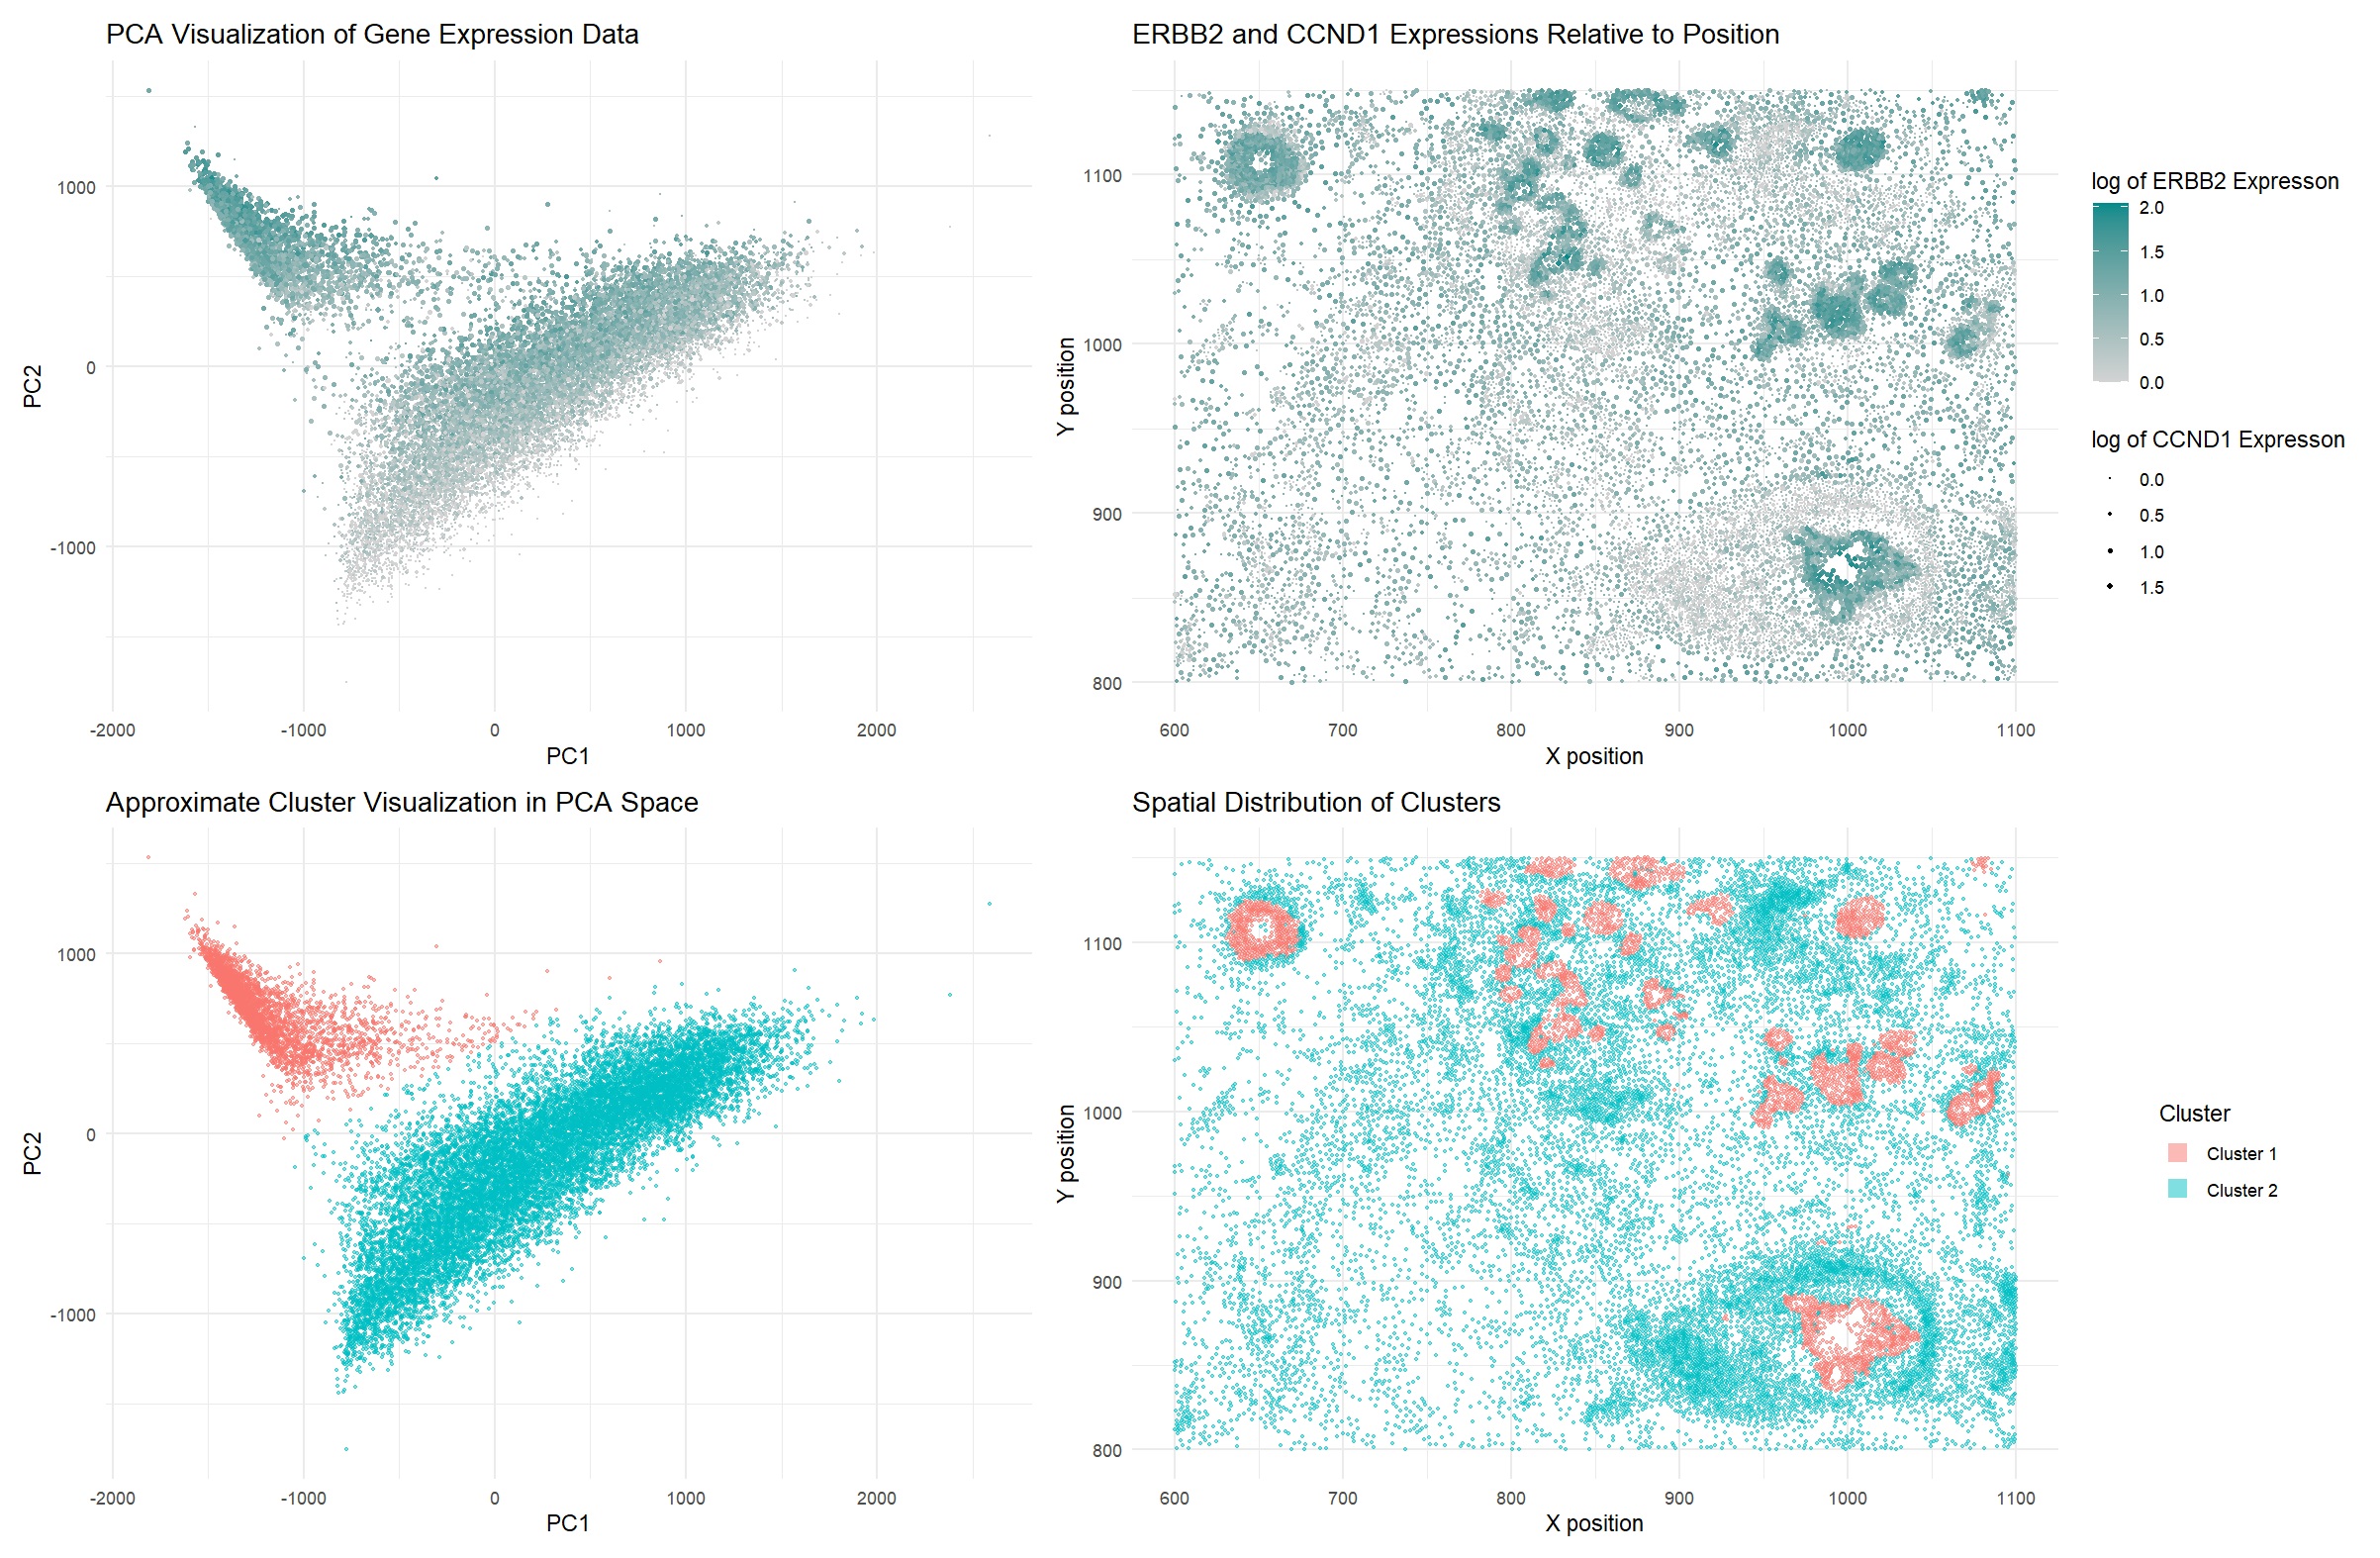 PCA Visualization of Gene Expression Data
1000
0
-1000
PC2
-2000 -1000 0 1000 2000
PC1
ERBB2 and CCND1 Expressions Relative to Position
1100
1000
900
800
Y position
600 700 800 900 1000 1100
X position
log of ERBB2 Expresson
2.0
1.5
1.0
0.5
0.0
log of CCND1 Expresson
0.0
0.5
1.0
1.5
Approximate Cluster Visualization in PCA Space
1000
0
-1000
PC2
-2000 -1000 0 1000 2000
PC1
Spatial Distribution of Clusters
1100
1000
900
800
Y position
600 700 800 900 1000 1100
X position
Cluster
Cluster 1
Cluster 2